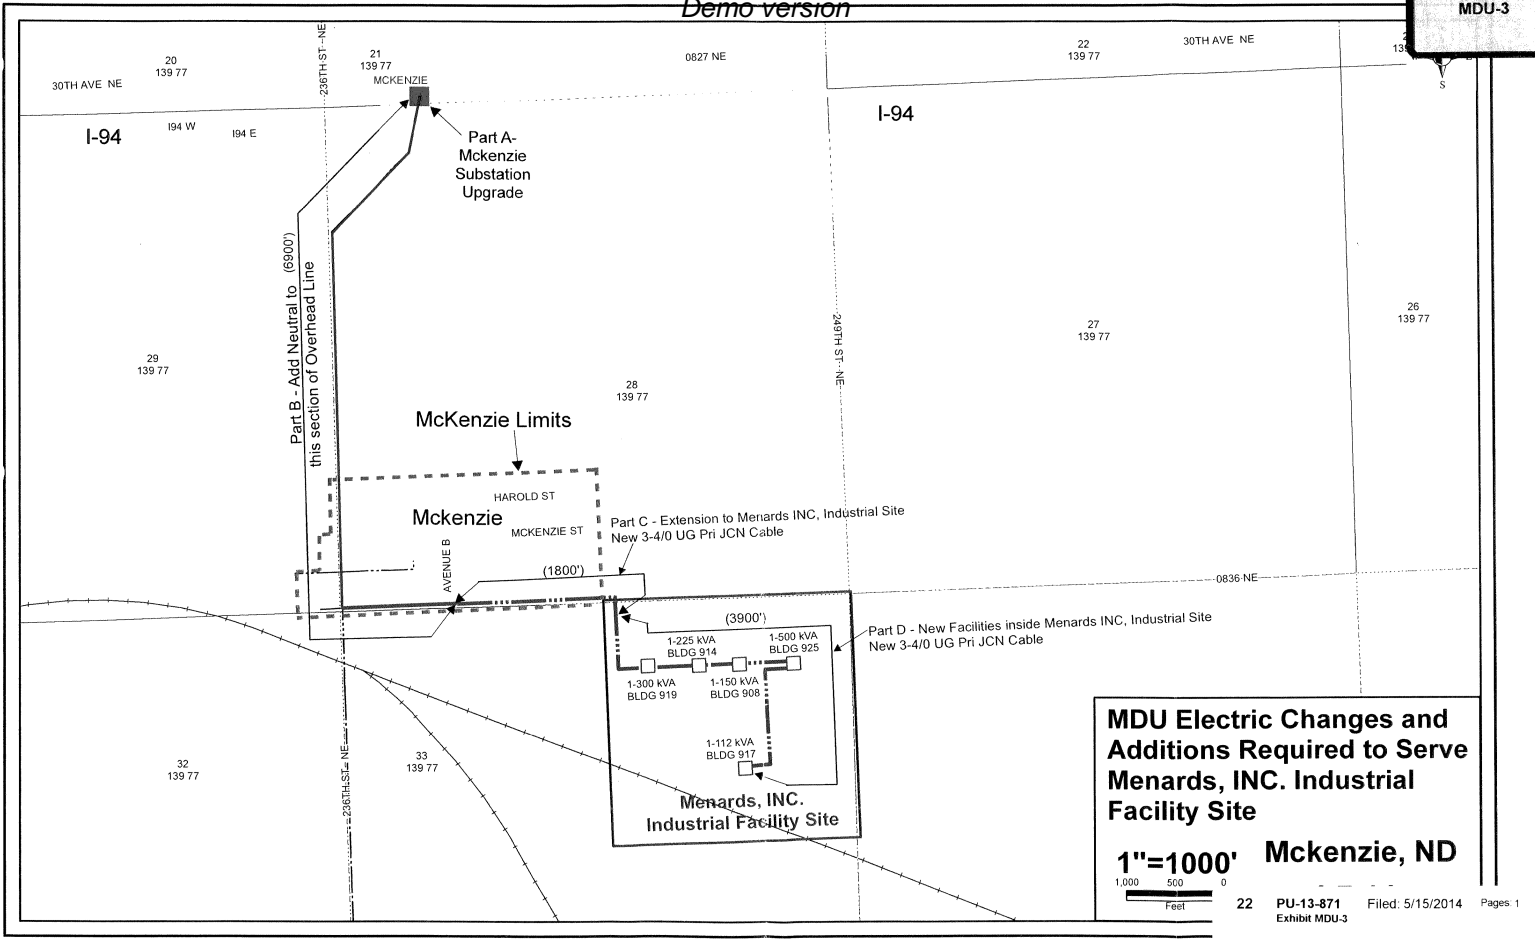 Demo version
MDU-3
20
139 77
21
139 77
MCKENZIE
0827 NE
22
139 77
30TH AVE NE
30TH AVE NE
236TH ST NE
S
I-94
I94 W
I94 E
I-94
Part A-
Mckenzie
Substation
Upgrade
Part B - Add Neutral to (6900')
this section of Overhead Line
29
139 77
28
139 77
249TH ST NE
27
139 77
26
139 77
McKenzie Limits
HAROLD ST
Mckenzie
MCKENZIE ST
AVENUE B
Part C - Extension to Menards INC, Industrial Site
New 3-4/0 UG Pri JCN Cable
(1800')
0836 NE
(3900')
Part D - New Facilities inside Menards INC, Industrial Site
New 3-4/0 UG Pri JCN Cable
1-225 kVA
BLDG 914
1-500 kVA
BLDG 925
1-300 kVA
BLDG 919
1-150 kVA
BLDG 908
1-112 kVA
BLDG 917
32
139 77
236TH ST NE
33
139 77
Menards, INC.
Industrial Facility Site
MDU Electric Changes and
Additions Required to Serve
Menards, INC. Industrial
Facility Site
1"=1000'
Mckenzie, ND
1,000 500 0
Feet
22 PU-13-871 Filed: 5/15/2014 Pages: 1
Exhibit MDU-3